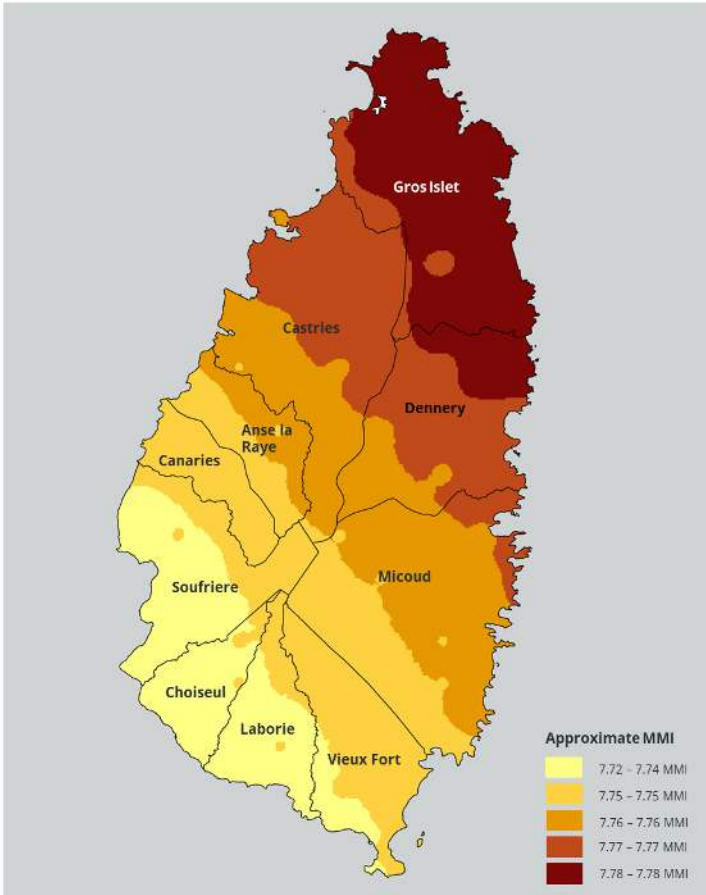 Gros Islet
Castries
Dennery
Anse la
Raye
Canaries
Micoud
Soufriere
Choiseul
Laborie
Vieux Fort
Approximate MMI
7.72 – 7.74 MMI
7.75 – 7.75 MMI
7.76 – 7.76 MMI
7.77 – 7.77 MMI
7.78 – 7.78 MMI